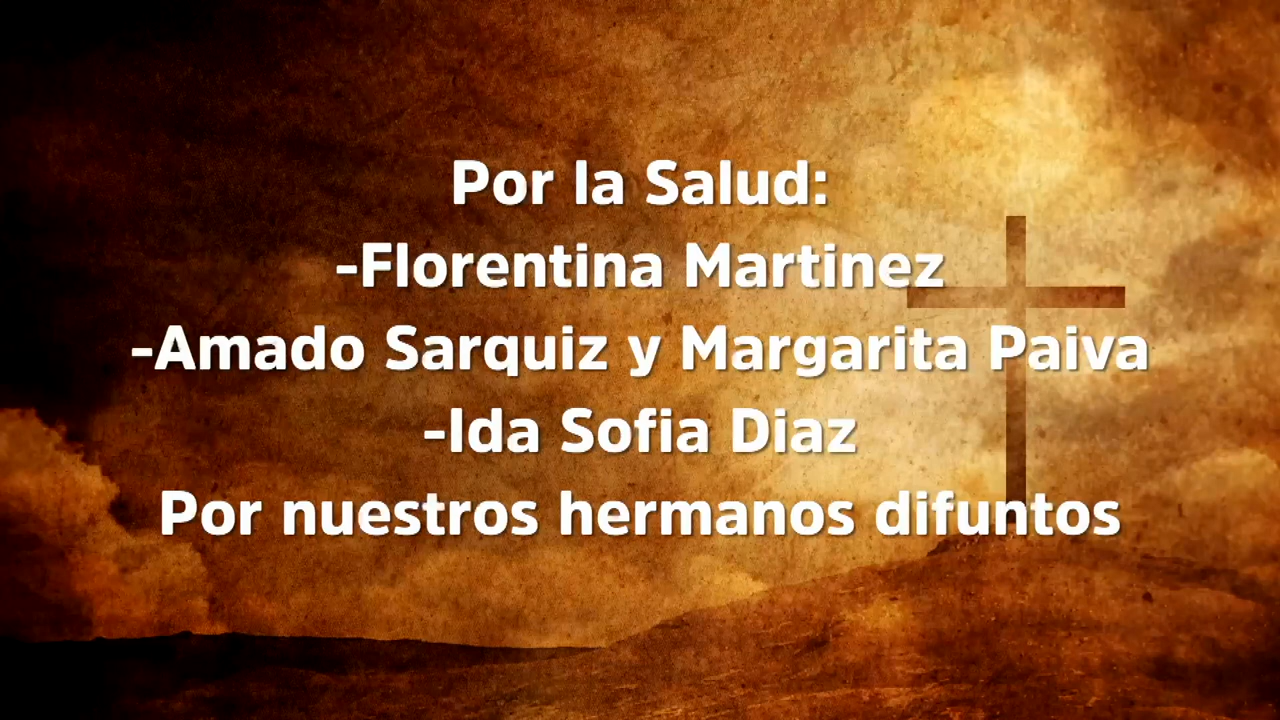 Por la Salud:
-Florentina Martinez
-Amado Sarquiz y Margarita Paiva
-Ida Sofia Diaz
Por nuestros hermanos difuntos